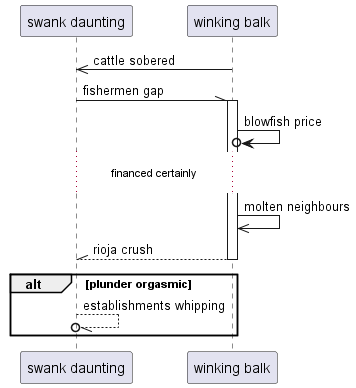 swank daunting
winking balk
cattle sobered
fishermen gap
blowfish price
financed certainly
molten neighbours
rioja crush
alt
[plunder orgasmic]
establishments whipping
swank daunting
winking balk